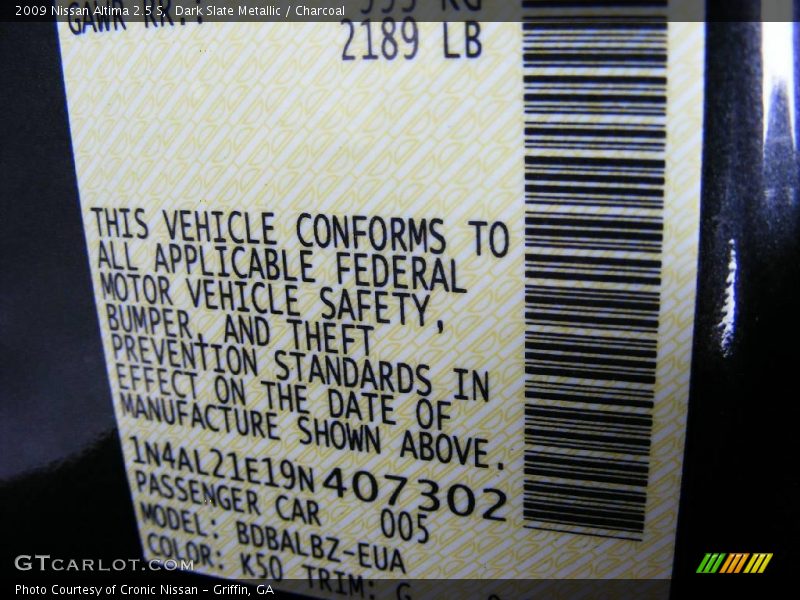 2009 Nissan Altima 2.5 S, Dark Slate Metallic / Charcoal
GAWR RR.:
2189 LB
THIS VEHICLE CONFORMS TO
ALL APPLICABLE FEDERAL
MOTOR VEHICLE SAFETY,
BUMPER, AND THEFT
PREVENTION STANDARDS IN
EFFECT ON THE DATE OF
MANUFACTURE SHOWN ABOVE.
1N4AL21E19N407302
PASSENGER CAR 005
MODEL: BDBALBZ-EUA
COLOR: K50 TRIM: G
GTCARLOT.COM
Photo Courtesy of Cronic Nissan – Griffin, GA